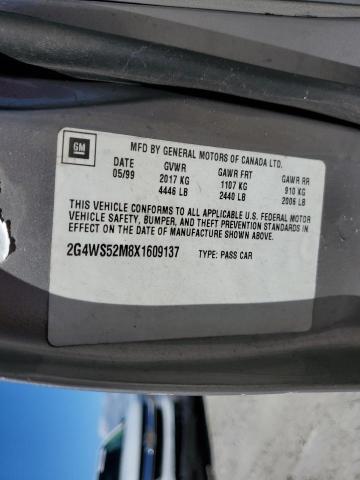 GM
MFD BY GENERAL MOTORS OF CANADA LTD.
DATE GVWR GAWR FRT GAWR RR
05/99 2017 KG 1107 KG 910 KG
4446 LB 2440 LB 2006 LB
THIS VEHICLE CONFORMS TO ALL APPLICABLE U.S. FEDERAL MOTOR
VEHICLE SAFETY, BUMPER, AND THEFT PREVENTION STANDARDS IN
EFFECT ON THE DATE OF MANUFACTURE SHOWN ABOVE.
2G4WS52M8X1609137 TYPE: PASS CAR